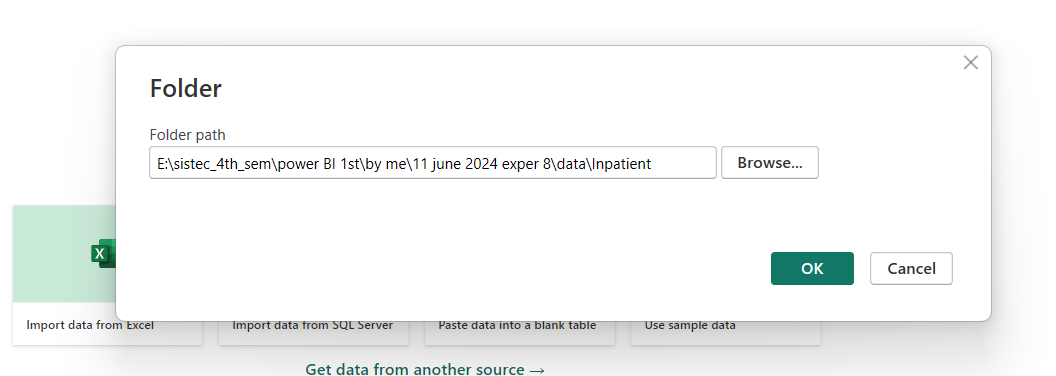 Folder
Folder path
E:\sistec_4th_sem\power BI 1st\by me\11 june 2024 exper 8\data\Inpatient
Browse...
OK
Cancel
X
Import data from Excel
Import data from SQL Server
Paste data into a blank table
Use sample data
Get data from another source →